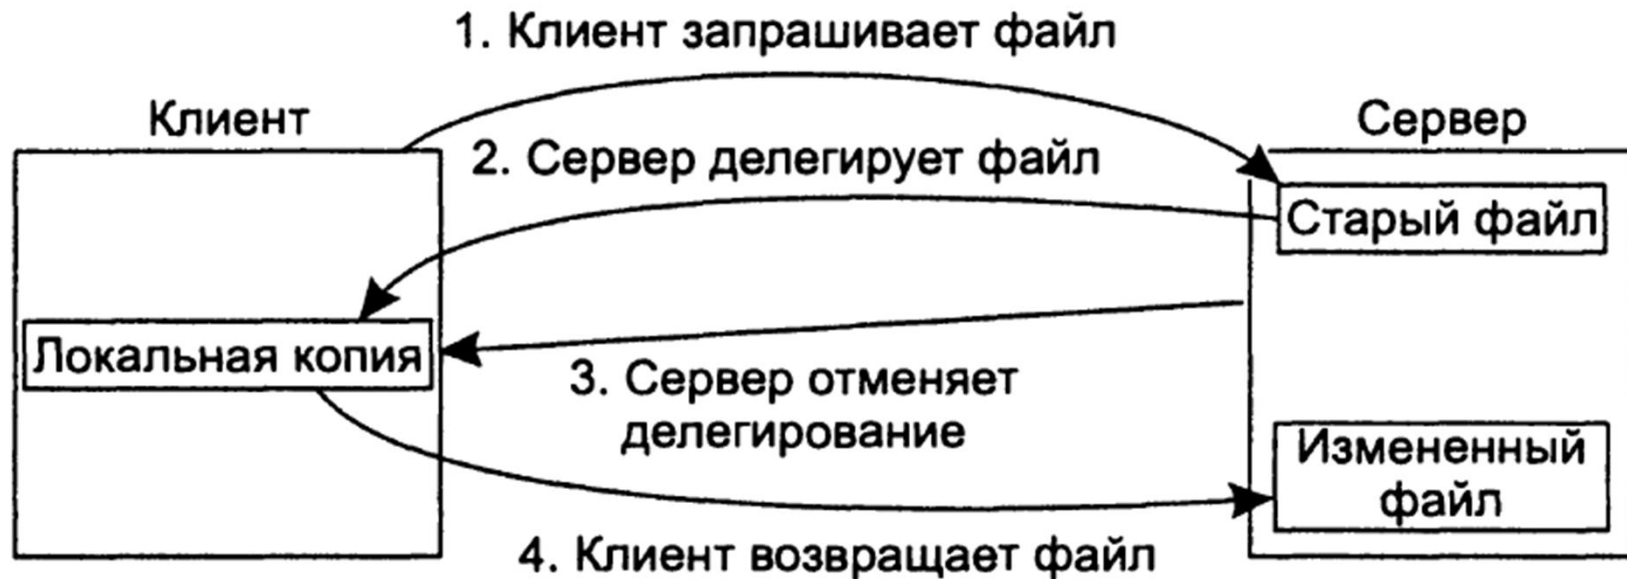 1. Клиент запрашивает файл
Клиент
Сервер
2. Сервер делегирует файл
Старый файл
Локальная копия
3. Сервер отменяет
делегирование
Измененный
файл
4. Клиент возвращает файл